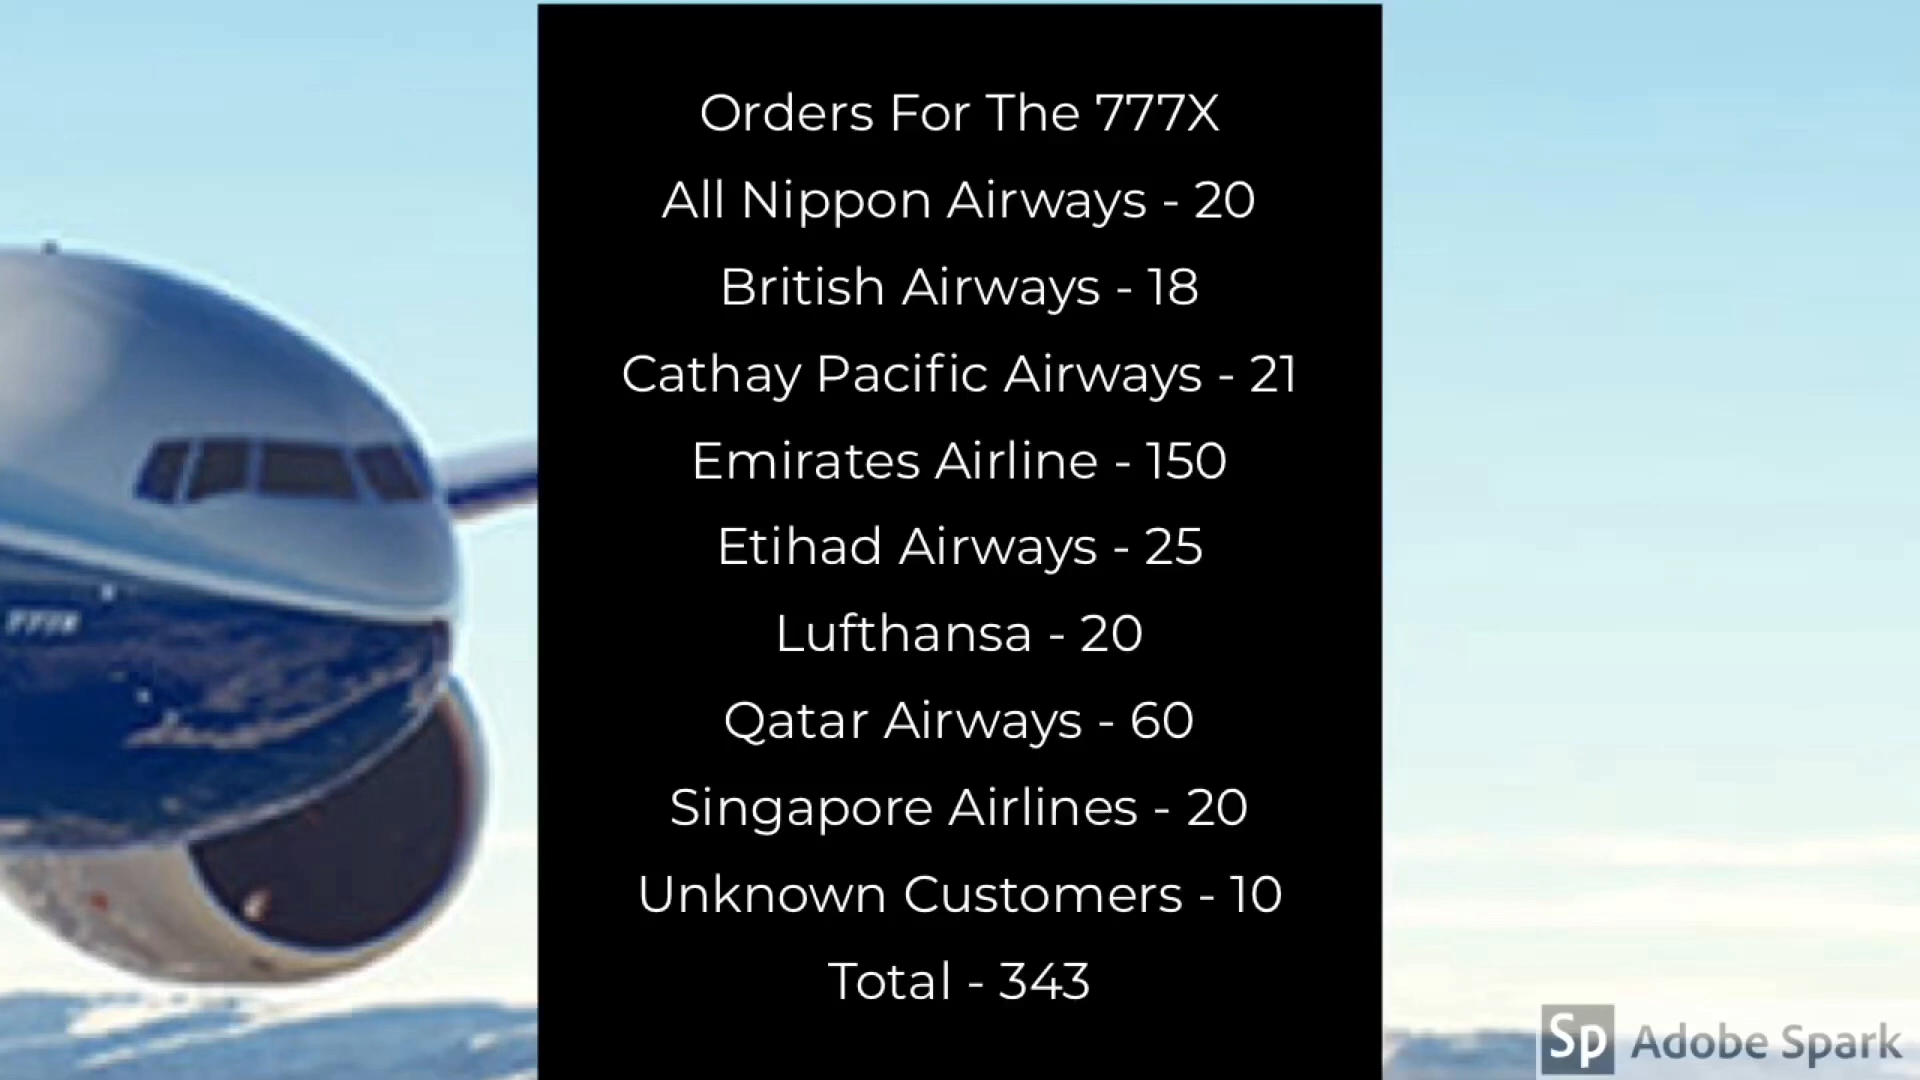 Orders For The 777X
All Nippon Airways - 20
British Airways - 18
Cathay Pacific Airways - 21
Emirates Airline - 150
Etihad Airways - 25
Lufthansa - 20
Qatar Airways - 60
Singapore Airlines - 20
Unknown Customers - 10
Total - 343
Sp Adobe Spark